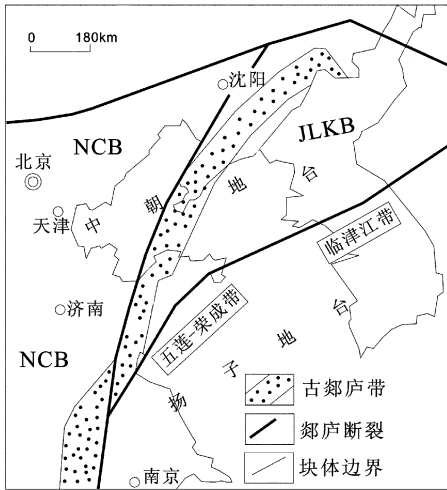 0 180km
沈阳
NCB
JLKB
北京
中朝地台
天津
临津江带
济南
五莲-荣成带
NCB
扬子地台
古郯庐带
郯庐断裂
块体边界
南京